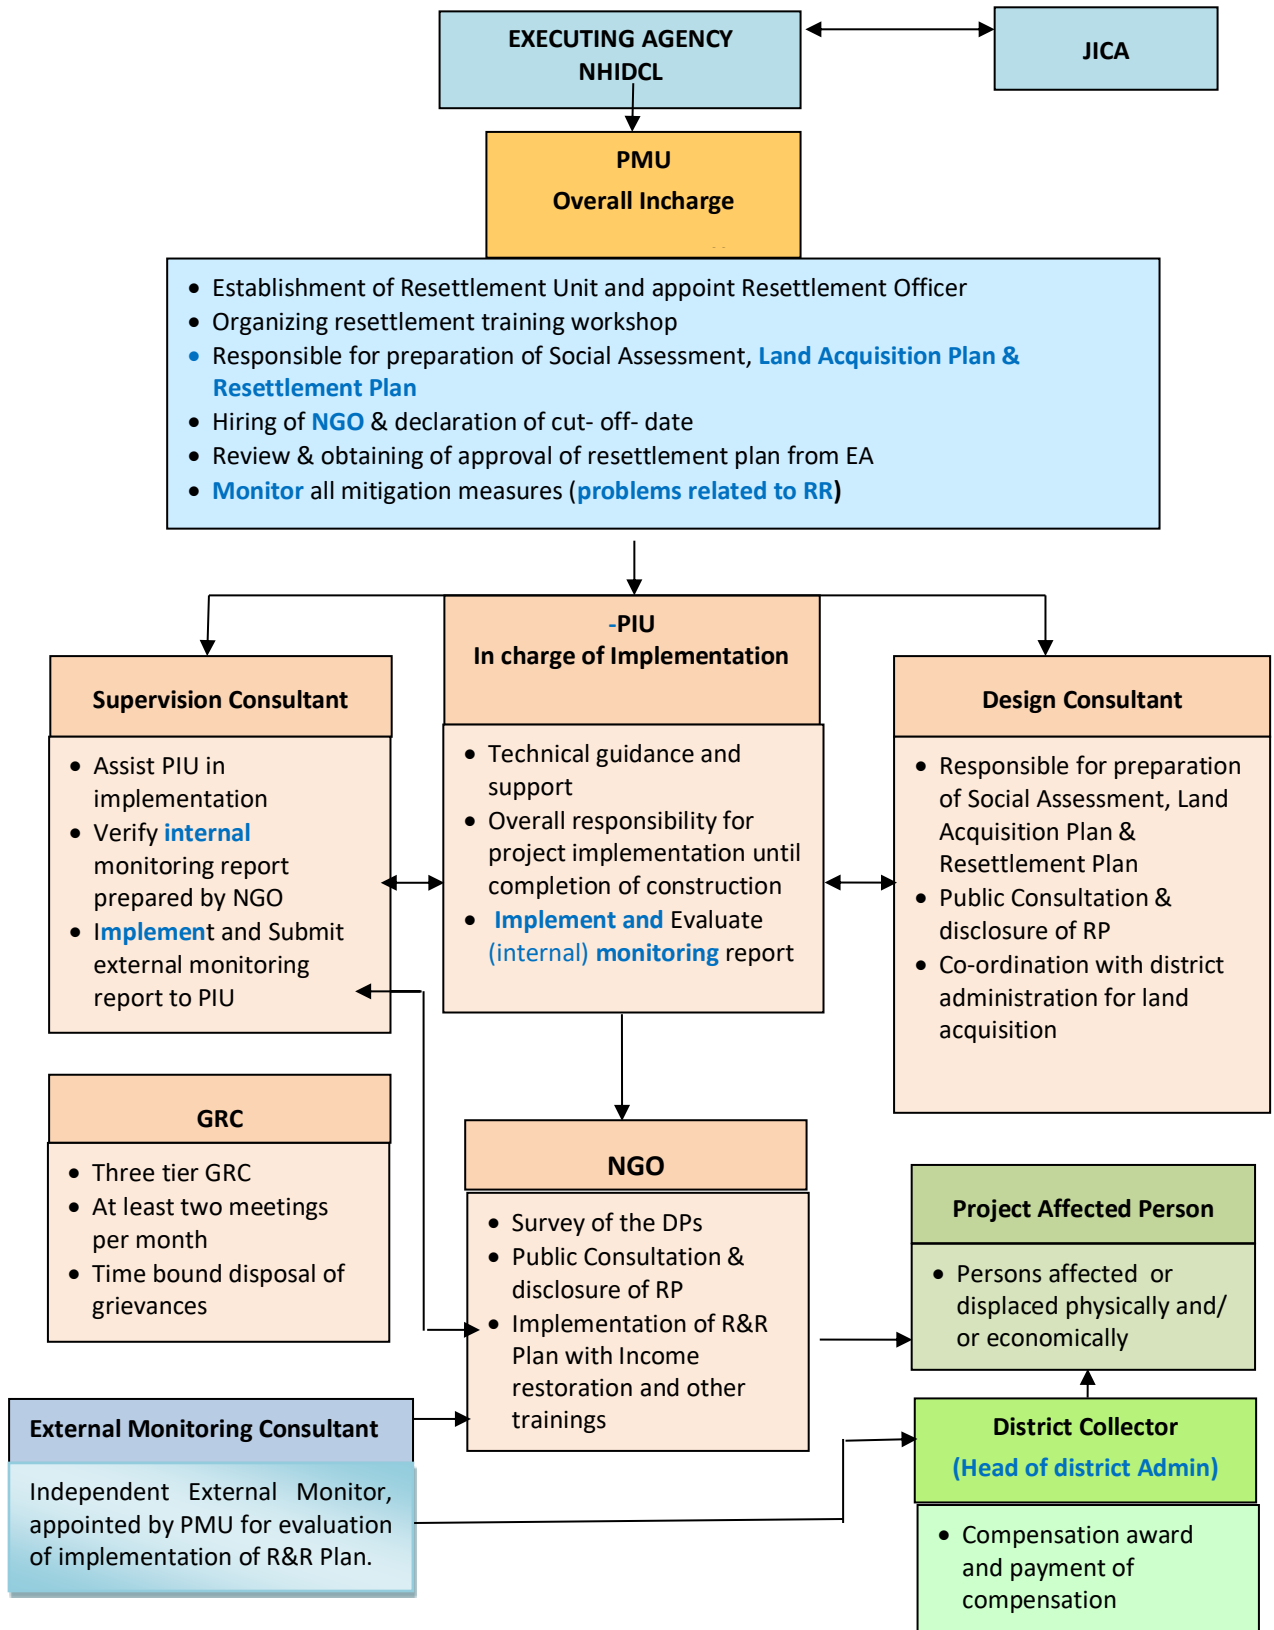 EXECUTING AGENCY
NHIDCL
JICA
PMU
Overall Incharge
• Establishment of Resettlement Unit and appoint Resettlement Officer
• Organizing resettlement training workshop
• Responsible for preparation of Social Assessment, Land Acquisition Plan &
Resettlement Plan
• Hiring of NGO & declaration of cut- off- date
• Review & obtaining of approval of resettlement plan from EA
• Monitor all mitigation measures (problems related to RR)
Supervision Consultant
• Assist PIU in
implementation
• Verify internal
monitoring report
prepared by NGO
• Implement and Submit
external monitoring
report to PIU
-PIU
In charge of Implementation
• Technical guidance and
support
• Overall responsibility for
project implementation until
completion of construction
• Implement and Evaluate
(internal) monitoring report
Design Consultant
• Responsible for preparation
of Social Assessment, Land
Acquisition Plan &
Resettlement Plan
• Public Consultation &
disclosure of RP
• Co-ordination with district
administration for land
acquisition
GRC
• Three tier GRC
• At least two meetings
per month
• Time bound disposal of
grievances
NGO
• Survey of the DPs
• Public Consultation &
disclosure of RP
• Implementation of R&R
Plan with Income
restoration and other
trainings
Project Affected Person
• Persons affected or
displaced physically and/
or economically
External Monitoring Consultant
Independent External Monitor,
appointed by PMU for evaluation
of implementation of R&R Plan.
District Collector
(Head of district Admin)
• Compensation award
and payment of
compensation